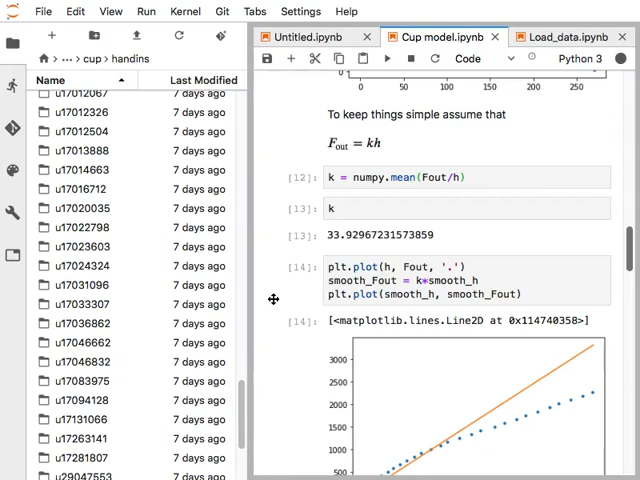 File Edit View Run Kernel Git Tabs Settings Help
Untitled.ipynb Cup model.ipynb Load_data.ipynb
Code Python 3
··· cup handins
Name Last Modified
u17012067 7 days ago
u17012326 7 days ago
u17012504 7 days ago
u17013888 7 days ago
u17014663 7 days ago
u17016712 7 days ago
u17020035 7 days ago
u17022798 7 days ago
u17023603 7 days ago
u17024324 7 days ago
u17031096 7 days ago
u17033307 7 days ago
u17036862 7 days ago
u17046662 7 days ago
u17046832 7 days ago
u17083975 7 days ago
u17094128 7 days ago
u17131066 7 days ago
u17263141 7 days ago
u17281807 7 days ago
u29047553 7 days ago
0
0 50 100 150 200 250
To keep things simple assume that
Fout = kh
[12]: k = numpy.mean(Fout/h)
[13]: k
[13]: 33.92967231573859
[14]: plt.plot(h, Fout, '.')
smooth_Fout = k*smooth_h
plt.plot(smooth_h, smooth_Fout)
[14]: [<matplotlib.lines.Line2D at 0x114740358>]
3000
2500
2000
1500
1000
500